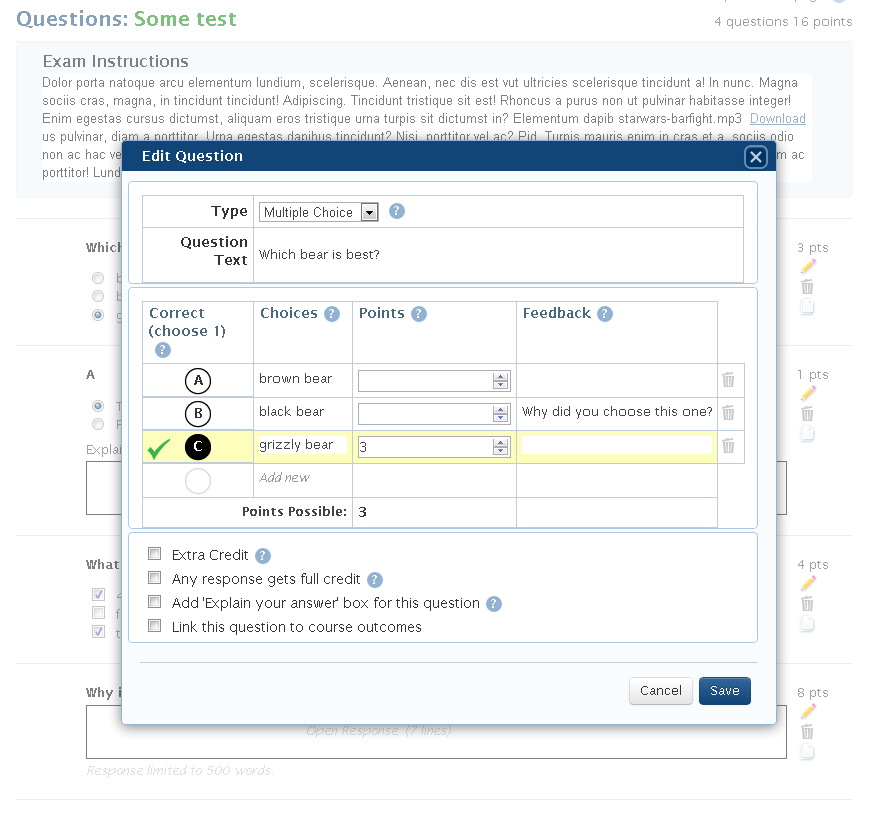 Questions: Some test
4 questions 16 points
Exam Instructions
Dolor porta natoque arcu elementum lundium, scelerisque. Aenean, nec dis est vut ultricies scelerisque tincidunt a! In nunc. Magna
sociis cras, magna, in tincidunt tincidunt! Adipiscing. Tincidunt tristique sit est! Rhoncus a purus non ut pulvinar habitasse integer!
Enim egestas cursus dictumst, aliquam eros tristique urna turpis sit dictumst in? Elementum dapib starwars-barfight.mp3 Download
us pulvinar, diam a porttitor. Urna egestas dapibus tincidunt? Nisi, porttitor vel ac? Pid. Turpis mauris enim in cras et a, sociis odio
non ac hac ve
m ac
porttitor! Lund
Edit Question
Type Multiple Choice ?
Question
Text
Which bear is best?
Correct
(choose 1)
?
Choices ?
Points ?
Feedback ?
A brown bear
B black bear Why did you choose this one?
C grizzly bear 3
Add new
Points Possible: 3
Extra Credit ?
Any response gets full credit ?
Add 'Explain your answer' box for this question ?
Link this question to course outcomes
Cancel Save
Which
3 pts
b
b
g
A
1 pts
T
F
Explai
What
4 pts
f
t
Why i
8 pts
Open Response (7 lines)
Response limited to 500 words.